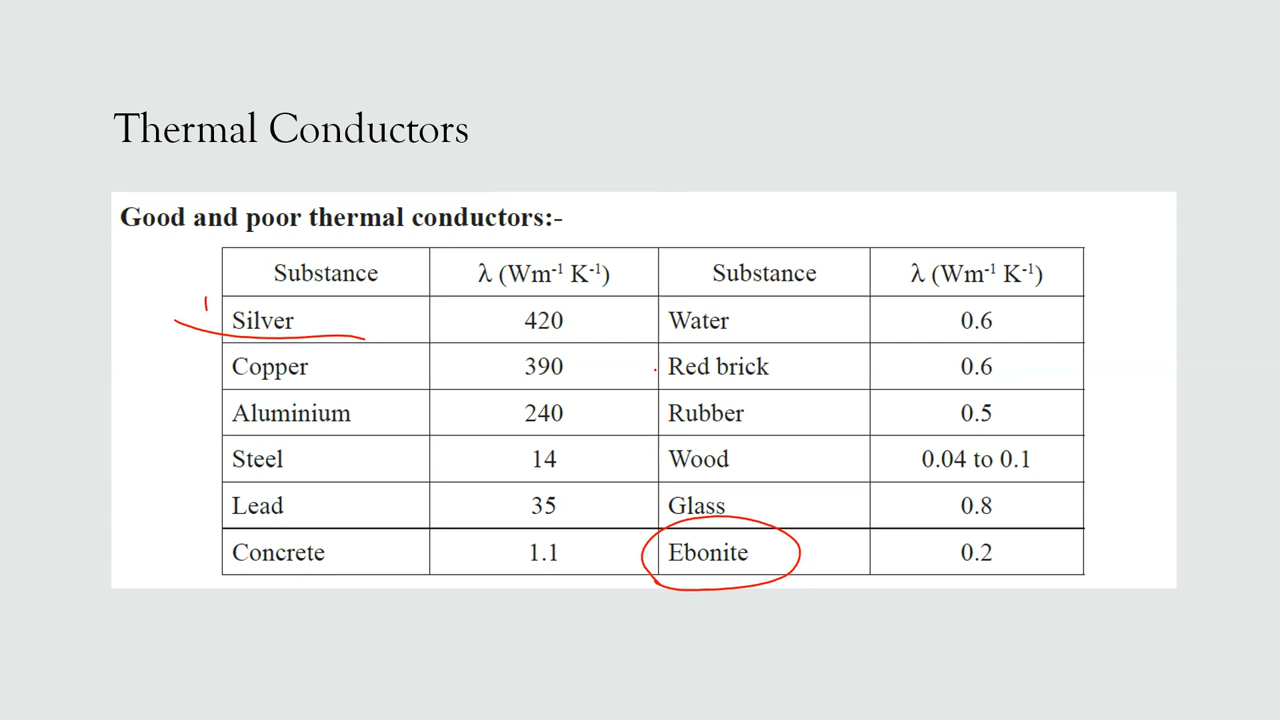 Thermal Conductors
Good and poor thermal conductors:-
Substance λ (Wm⁻¹ K⁻¹) Substance λ (Wm⁻¹ K⁻¹)
Silver 420 Water 0.6
Copper 390 Red brick 0.6
Aluminium 240 Rubber 0.5
Steel 14 Wood 0.04 to 0.1
Lead 35 Glass 0.8
Concrete 1.1 Ebonite 0.2